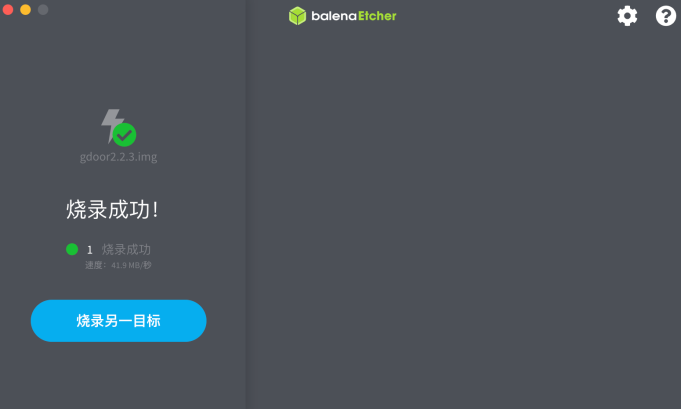 balenaEtcher
gdoor2.2.3.img
烧录成功!
1 烧录成功
速度: 41.9 MB/秒
烧录另一目标